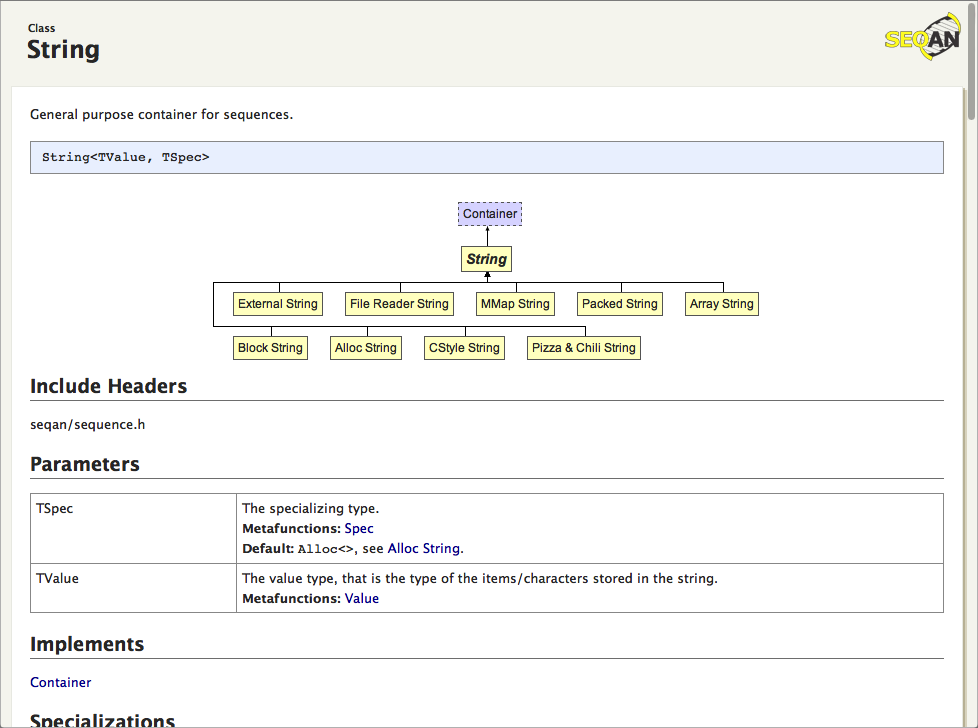 Class
String
SEQAN
General purpose container for sequences.
String<TValue, TSpec>
Container
String
External String File Reader String MMap String Packed String Array String
Block String Alloc String CStyle String Pizza & Chili String
Include Headers
seqan/sequence.h
Parameters
TSpec The specializing type.
Metafunctions: Spec
Default: Alloc<>, see Alloc String.
TValue The value type, that is the type of the items/characters stored in the string.
Metafunctions: Value
Implements
Container
Specializations